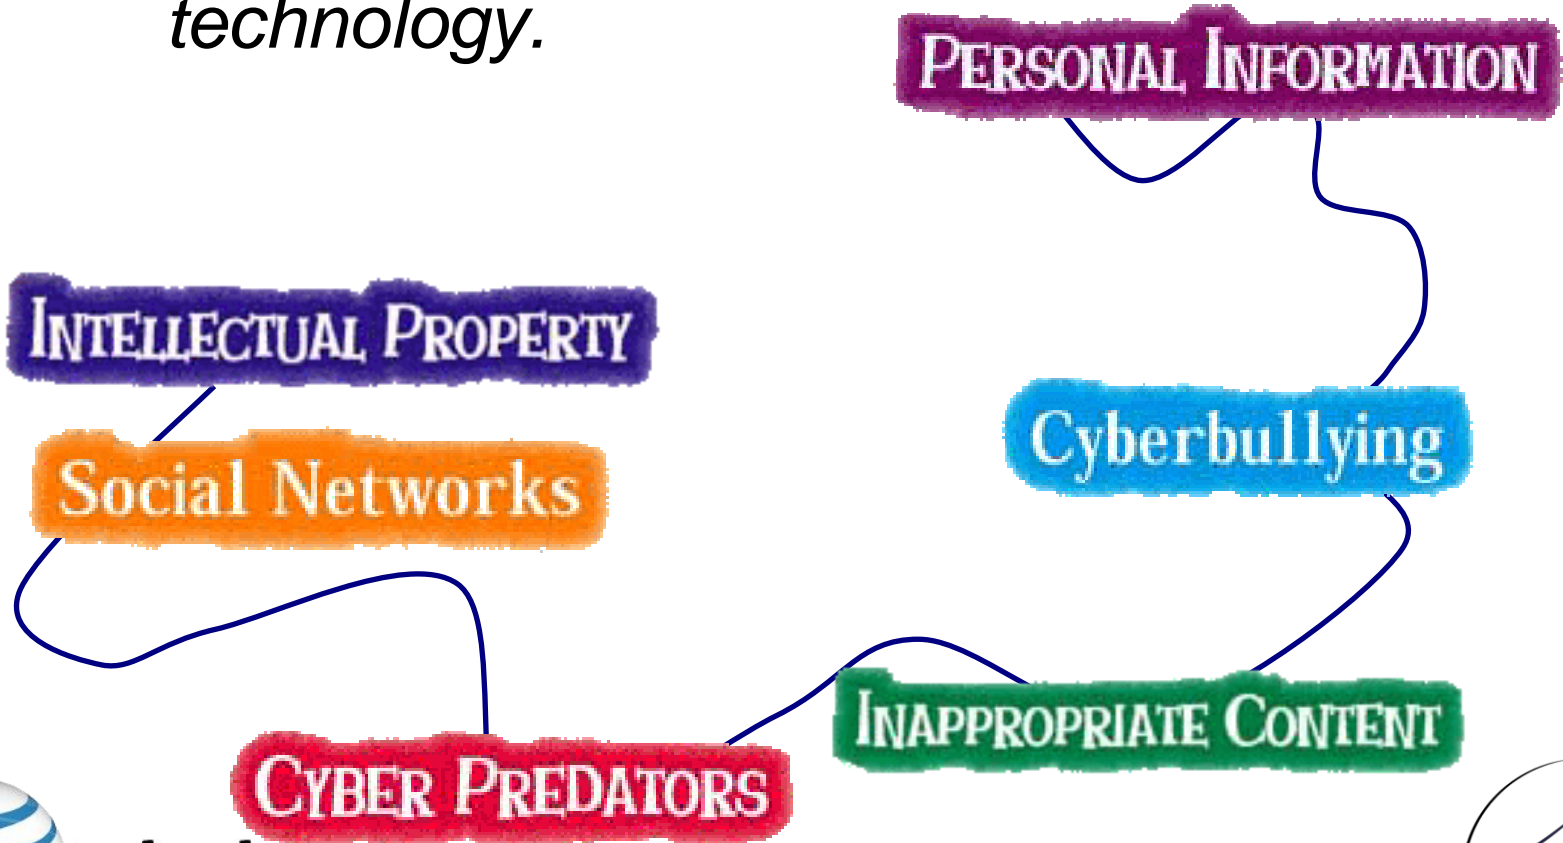 technology.
PERSONAL INFORMATION
INTELLECTUAL PROPERTY
Cyberbullying
Social Networks
INAPPROPRIATE CONTENT
CYBER PREDATORS